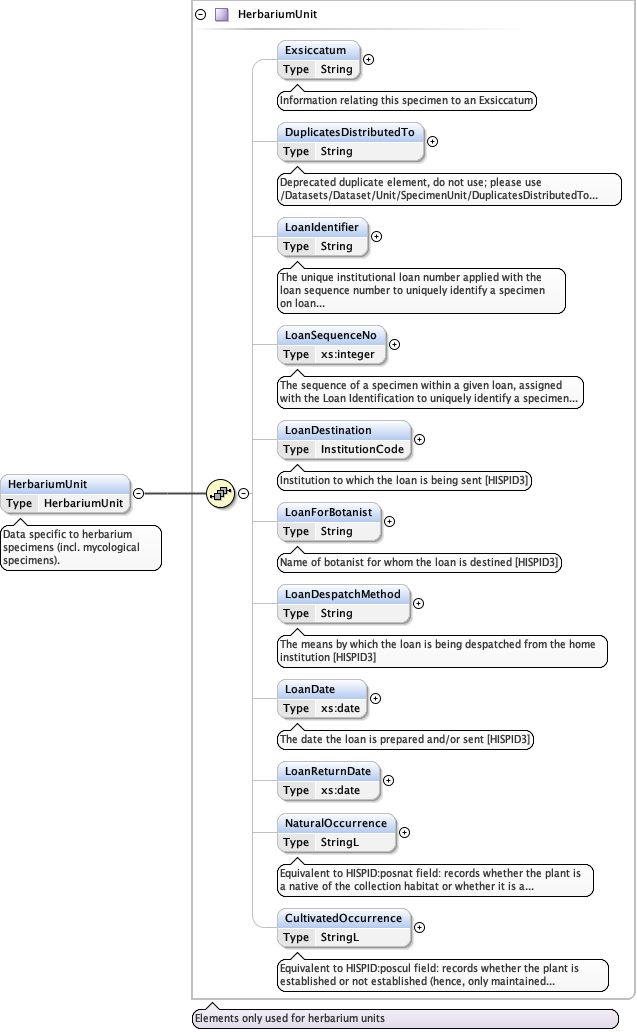 HerbariumUnit
Exsiccatum
Type String
Information relating this specimen to an Exsiccatum
DuplicatesDistributedTo
Type String
Deprecated duplicate element, do not use; please use
/Datasets/Dataset/Unit/SpecimenUnit/DuplicatesDistributedTo...
LoanIdentifier
Type String
The unique institutional loan number applied with the
loan sequence number to uniquely identify a specimen
on loan...
LoanSequenceNo
Type xs:integer
The sequence of a specimen within a given loan, assigned
with the Loan Identification to uniquely identify a specimen...
LoanDestination
Type InstitutionCode
Institution to which the loan is being sent [HISPID3]
HerbariumUnit
Type HerbariumUnit
Data specific to herbarium
specimens (incl. mycological
specimens).
LoanForBotanist
Type String
Name of botanist for whom the loan is destined [HISPID3]
LoanDespatchMethod
Type String
The means by which the loan is being despatched from the home
institution [HISPID3]
LoanDate
Type xs:date
The date the loan is prepared and/or sent [HISPID3]
LoanReturnDate
Type xs:date
NaturalOccurrence
Type StringL
Equivalent to HISPID:posnat field: records whether the plant is
a native of the collection habitat or whether it is a...
CultivatedOccurrence
Type StringL
Equivalent to HISPID:poscul field: records whether the plant is
established or not established (hence, only maintained...
Elements only used for herbarium units